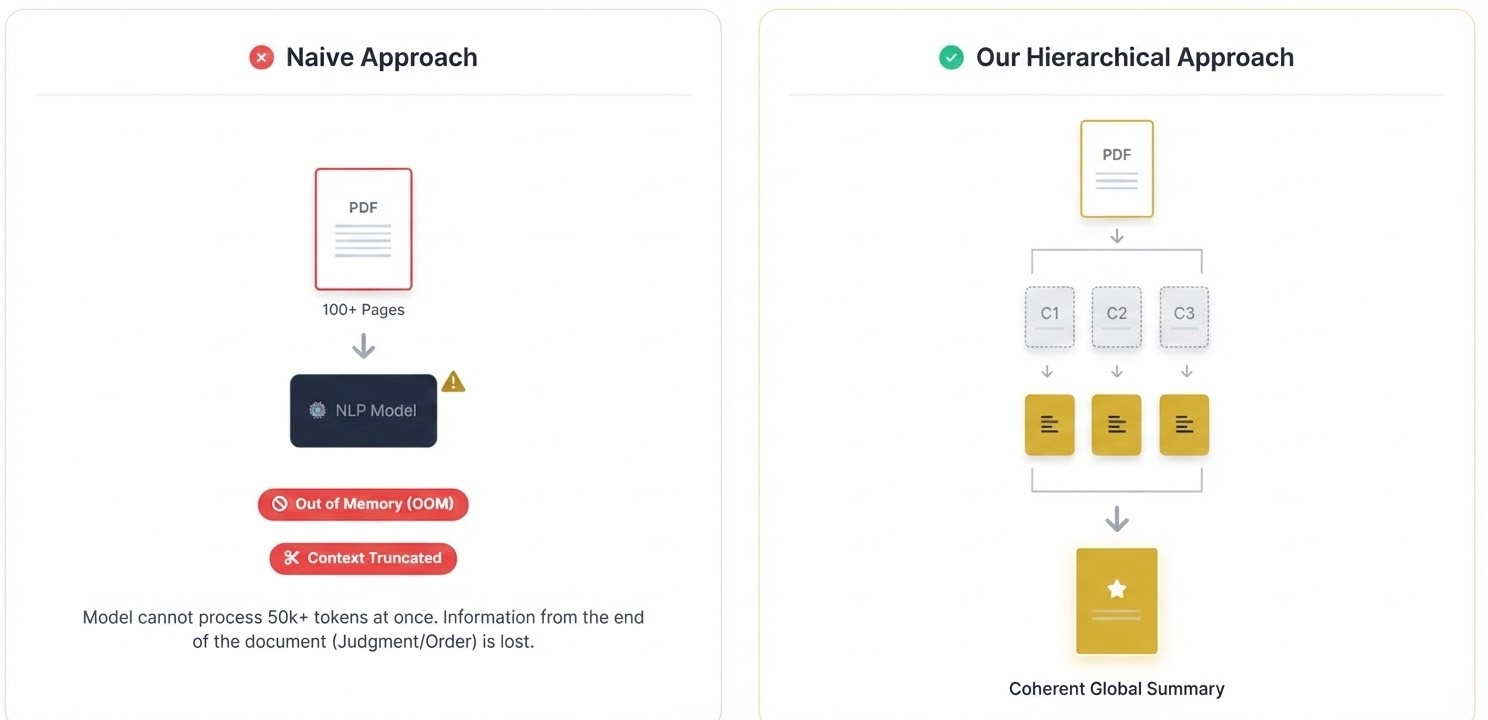 Naive Approach
PDF
100+ Pages
NLP Model
Out of Memory (OOM)
Context Truncated
Model cannot process 50k+ tokens at once. Information from the end
of the document (Judgment/Order) is lost.
Our Hierarchical Approach
PDF
C1 C2 C3
Coherent Global Summary